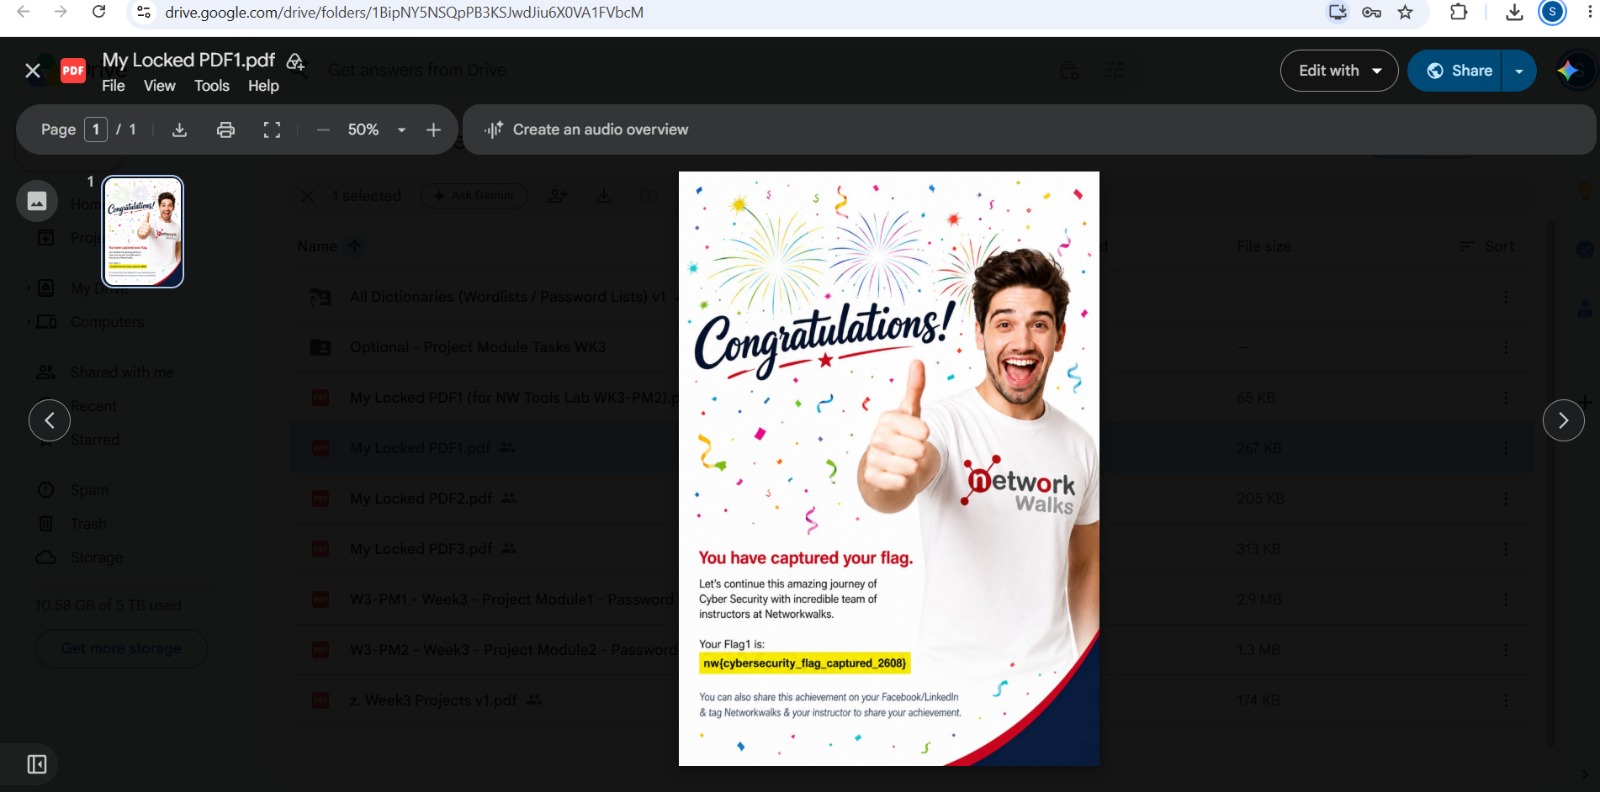 drive.google.com/drive/folders/1BipNY5NSQpPB3KSJwdJiu6X0VA1FVbcM
S
PDF
My Locked PDF1.pdf
Get answers from Drive
File View Tools Help
Edit with
Share
Page 1 / 1
50%
Create an audio overview
1
1 selected
Ask Gemini
Name
File size
Sort
My Drive
Computers
Shared with me
Recent
Starred
Spam
Trash
Storage
10.58 GB of 5 TB used
Get more storage
All Dictionaries (Wordlists / Password Lists) v1
Optional - Project Module Tasks WK3
—
My Locked PDF1 (for NW Tools Lab WK3-PM2).p
65 KB
My Locked PDF1.pdf
267 KB
My Locked PDF2.pdf
205 KB
My Locked PDF3.pdf
313 KB
W3-PM1 - Week3 - Project Module1 - Password
2.9 MB
W3-PM2 - Week3 - Project Module2 - Password
1.3 MB
z. Week3 Projects v1.pdf
174 KB
Congratulations!
network
Walks
You have captured your flag.
Let's continue this amazing journey of
Cyber Security with incredible team of
instructors at Networkwalks.
Your Flag1 is:
nw{cybersecurity_flag_captured_2608}
You can also share this achievement on your Facebook/LinkedIn
& tag Networkwalks & your instructor to share your achievement.